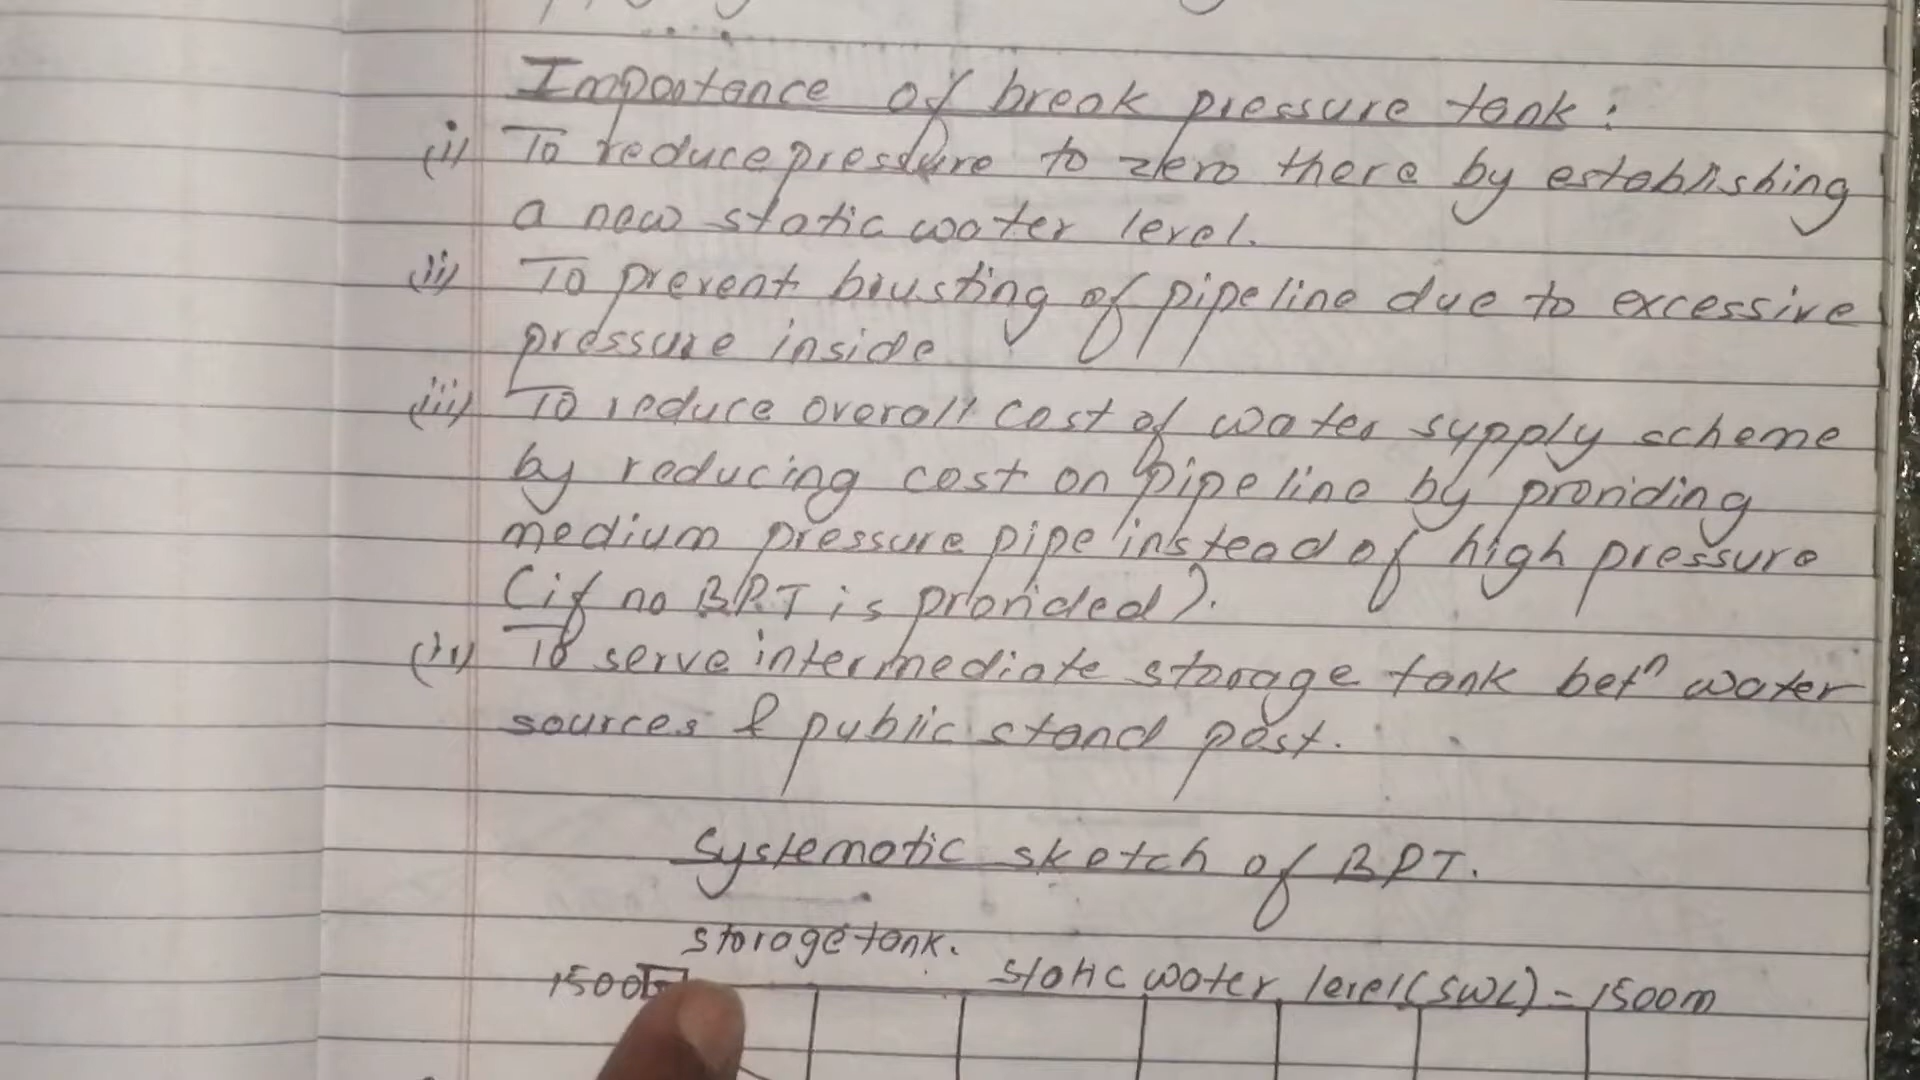 Importance of break pressure tank:
(i) To reduce pressure to zero there by establishing
a new static water level.
(ii) To prevent brusting of pipeline due to excessive
pressure inside
(iii) To reduce overall cost of water supply scheme
by reducing cost on pipeline by providing
medium pressure pipe instead of high pressure
(if no BPT is provided).
(iv) To serve intermediate storage tank betn water
sources & public stand post.
Systematic sketch of BPT.
storage tank.
1500
static water level (SWL) - 1500m